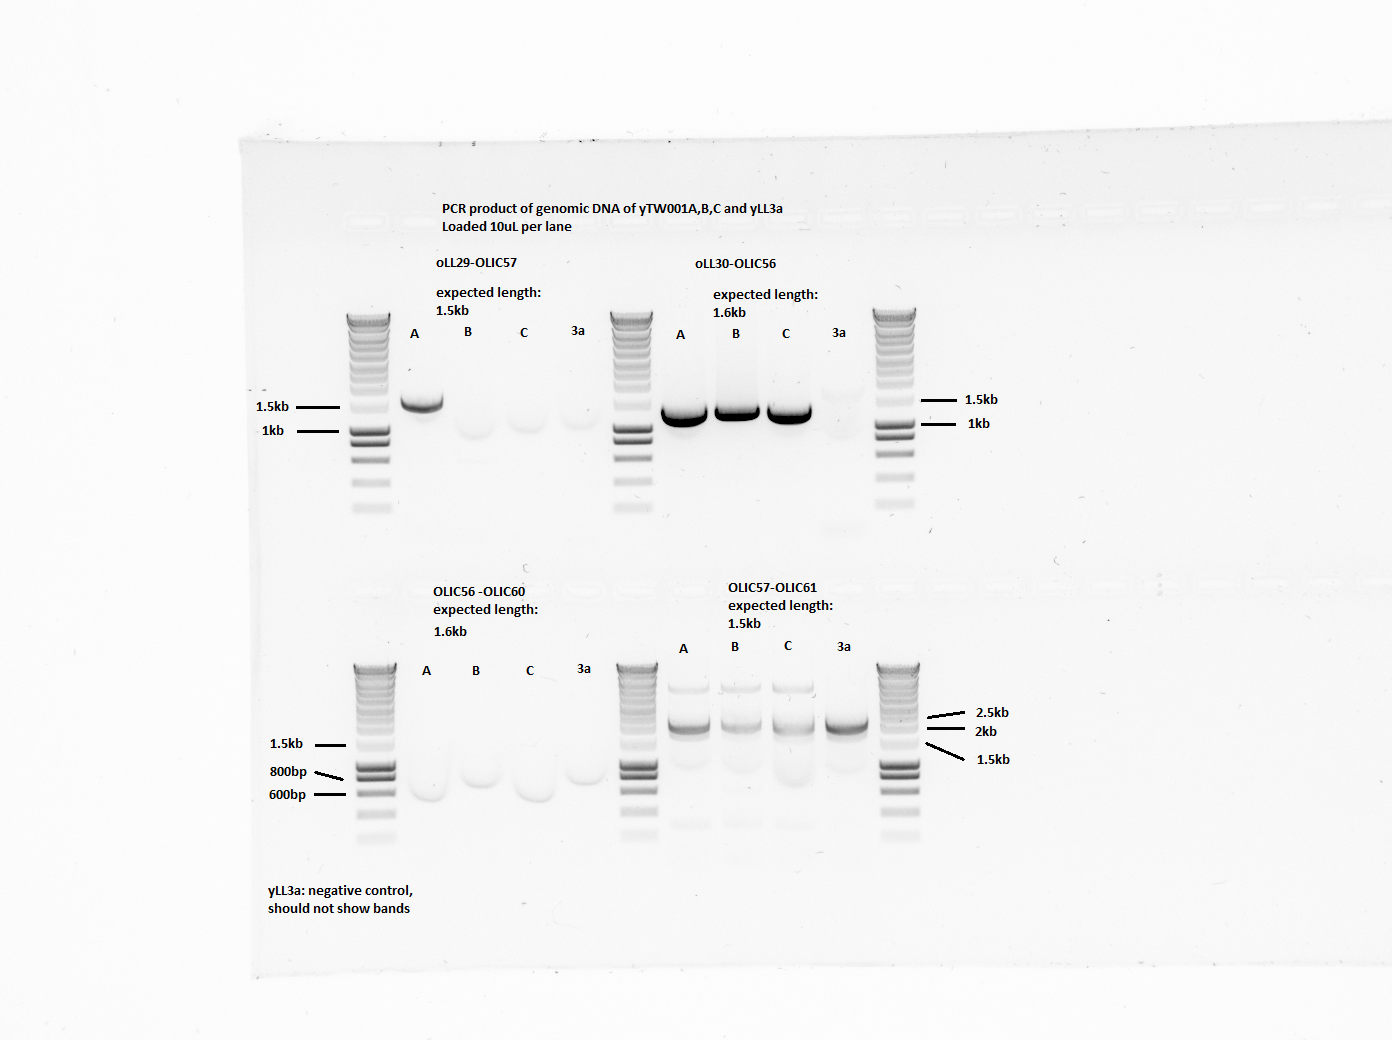 PCR product of genomic DNA of yTW001A,B,C and yLL3a
Loaded 10uL per lane
oLL29-OLIC57
expected length:
1.5kb
A B C 3a
oLL30-OLIC56
expected length:
1.6kb
A B C 3a
1.5kb
1kb
1.5kb
1kb
OLIC56 -OLIC60
expected length:
1.6kb
A B C 3a
OLIC57-OLIC61
expected length:
1.5kb
A B C 3a
1.5kb
800bp
600bp
2.5kb
2kb
1.5kb
yLL3a: negative control,
should not show bands